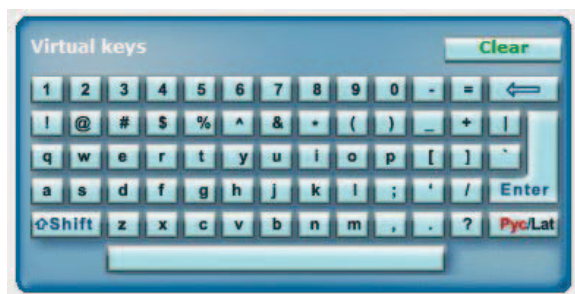 Virtual keys Clear
1 2 3 4 5 6 7 8 9 0 - =
! @ # $ % ^ & * ( ) _ + |
q w e r t y u i o p [ ] `
a s d f g h j k l ; ' / Enter
Shift z x c v b n m , . ? Рус/Lat